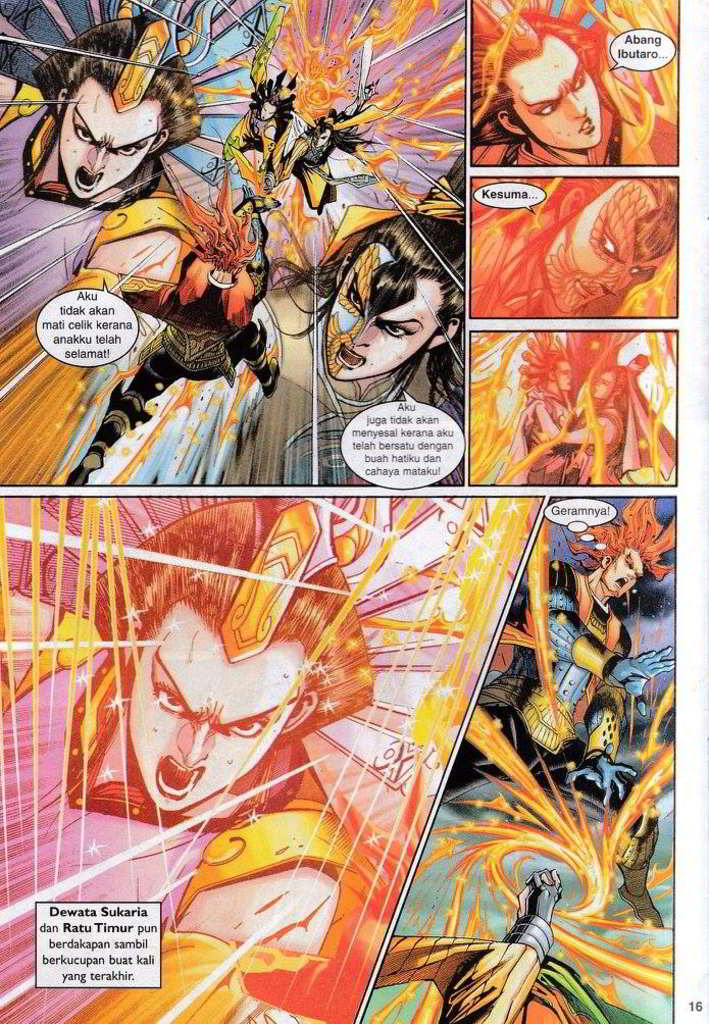 Aku
tidak akan
mati celik kerana
anakku telah
selamat!
Aku
juga tidak akan
menyesal kerana aku
telah bersatu dengan
buah hatiku dan
cahaya mataku!
Abang
Ibutaro...
Kesuma...
Dewata Sukaria
dan Ratu Timur pun
berdakapan sambil
berkucupan buat kali
yang terakhir.
Geramnya!
16